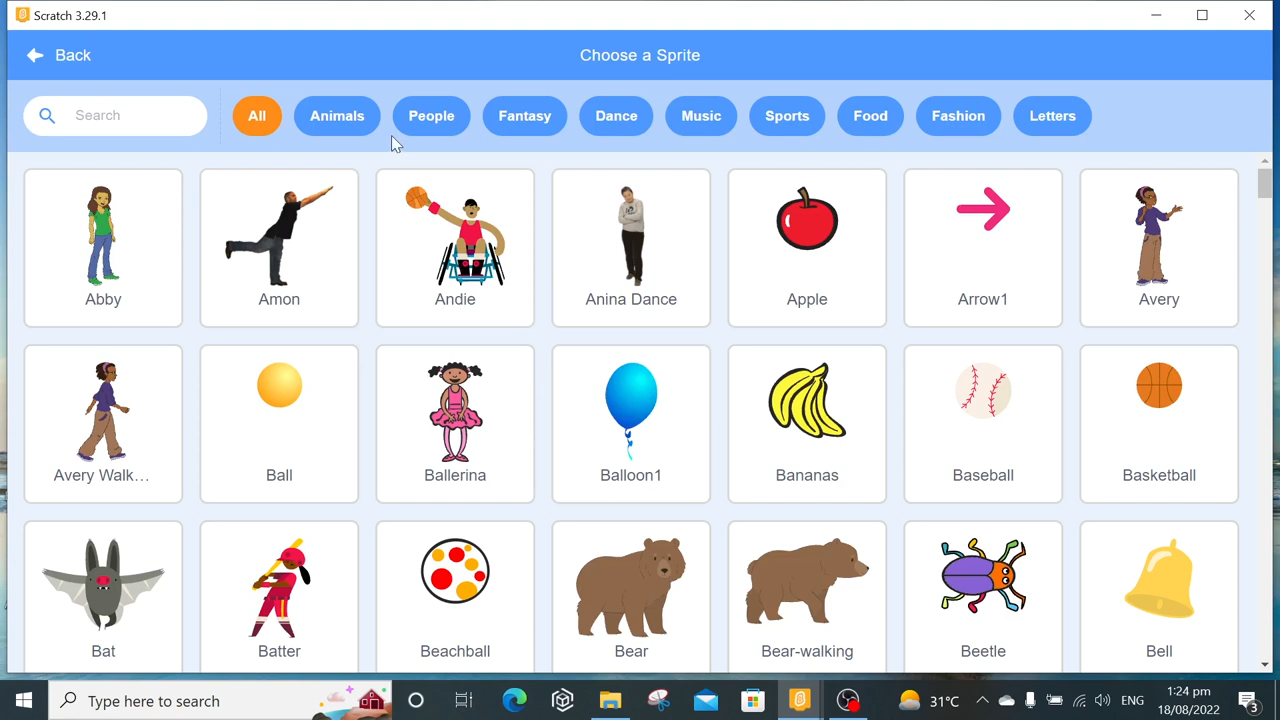 Scratch 3.29.1
Back
Choose a Sprite
Search
All
Animals
People
Fantasy
Dance
Music
Sports
Food
Fashion
Letters
Abby
Amon
Andie
Anina Dance
Apple
Arrow1
Avery
Avery Walk...
Ball
Ballerina
Balloon1
Bananas
Baseball
Basketball
Bat
Batter
Beachball
Bear
Bear-walking
Beetle
Bell
Type here to search
31°C
ENG
1:24 pm
18/08/2022
3